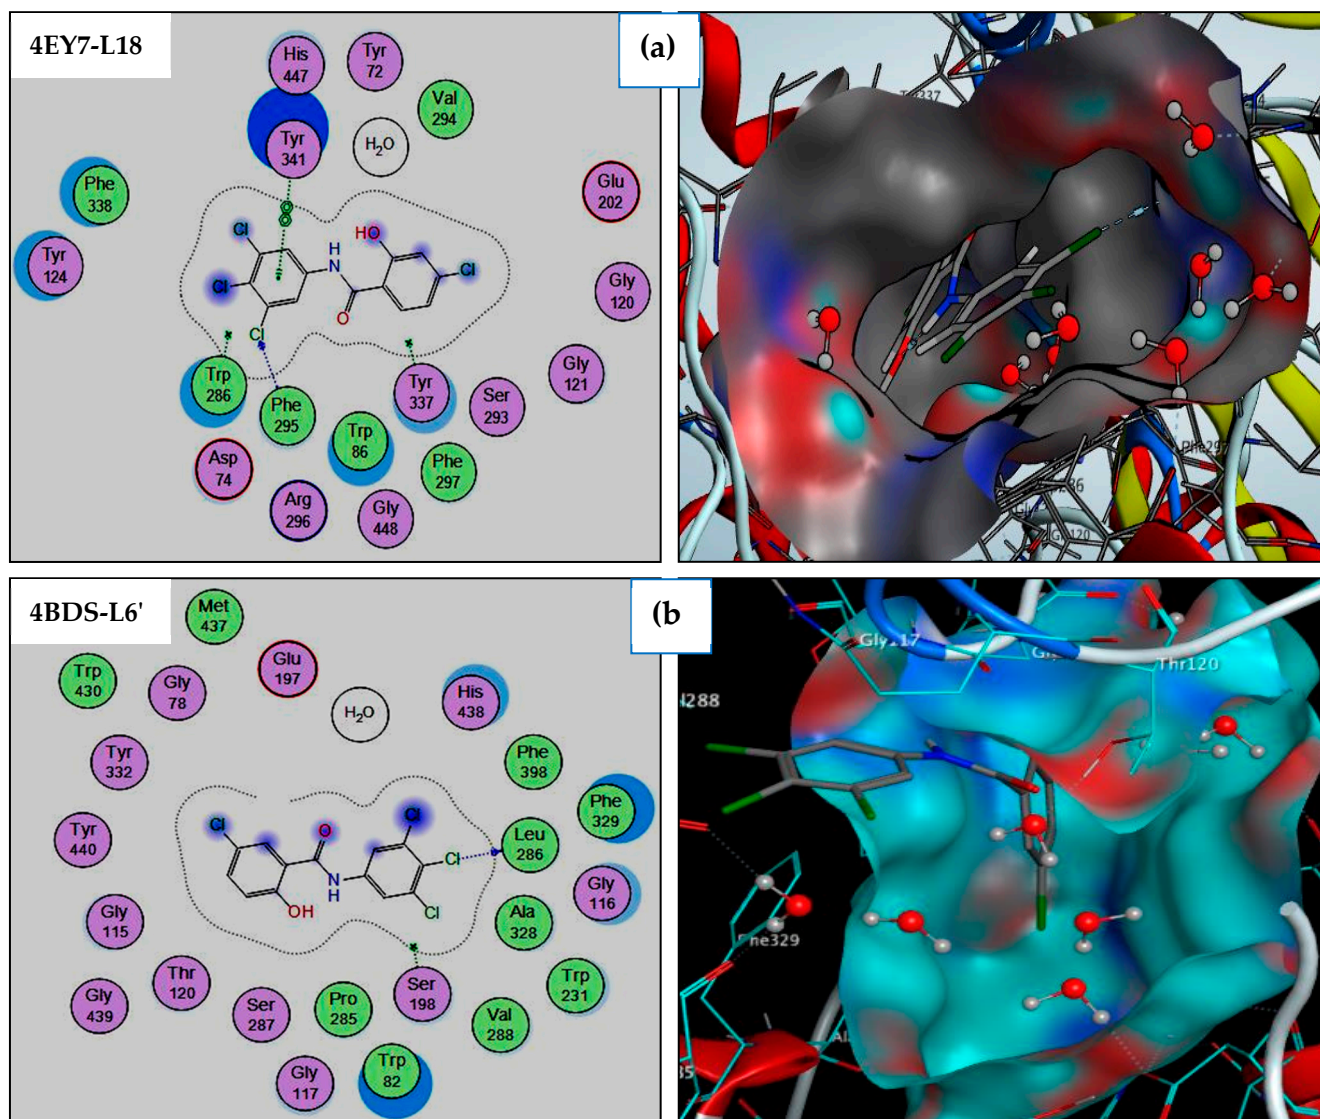 4EY7-L18
(a)
His
447
Tyr
72
Val
294
Tyr
341
H₂O
Phe
338
Glu
202
Tyr
124
Cl
HO
H
N
Cl
Cl
O
Cl
Gly
120
Gly
121
Trp
286
Phe
295
Tyr
337
Ser
293
Trp
86
Phe
297
Asp
74
Arg
296
Gly
448
4BDS-L6'
(b)
Met
437
Trp
430
Gly
78
Glu
197
H₂O
His
438
Tyr
332
Phe
398
Phe
329
Tyr
440
Cl
O
Cl
Cl
Leu
286
N
H
OH
Cl
Gly
116
Gly
115
Ala
328
Gly
439
Thr
120
Ser
287
Pro
285
Ser
198
Trp
231
Val
288
Gly
117
Trp
82
Gly117
Thr120
288
Phe329